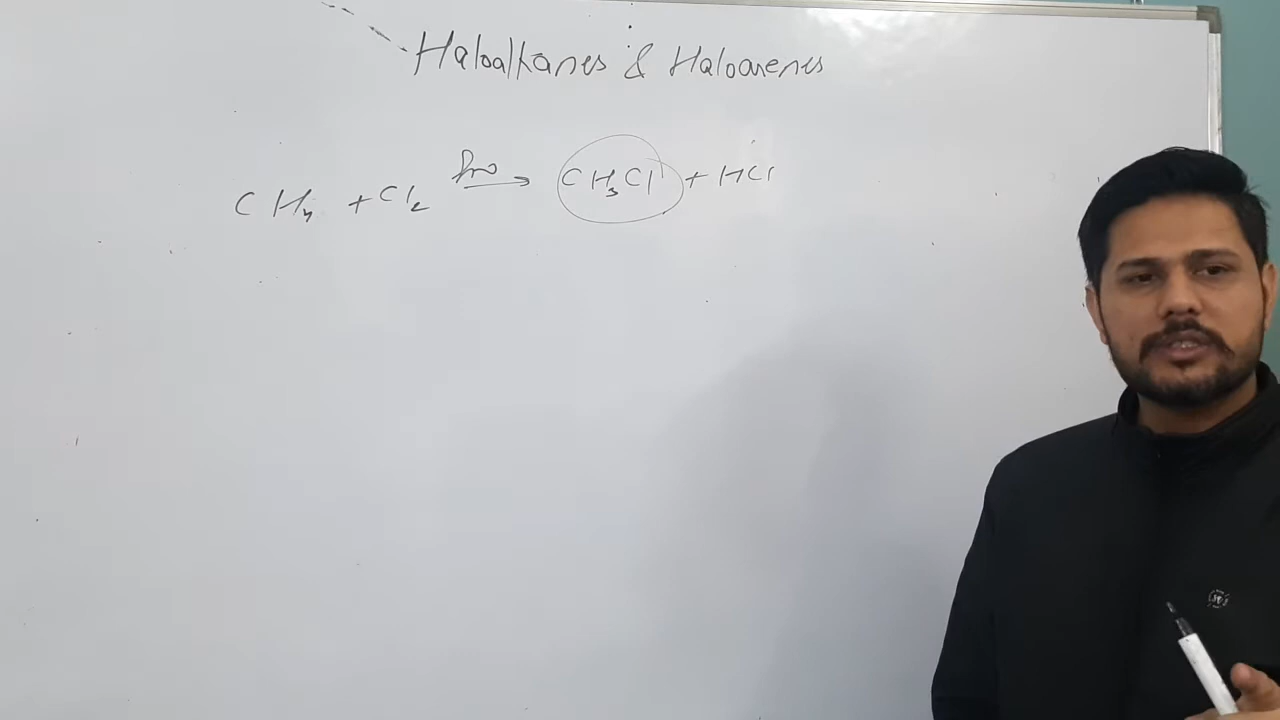 Haloalkanes & Haloarenes
CH₄ + Cl₂ hν → CH₃Cl + HCl